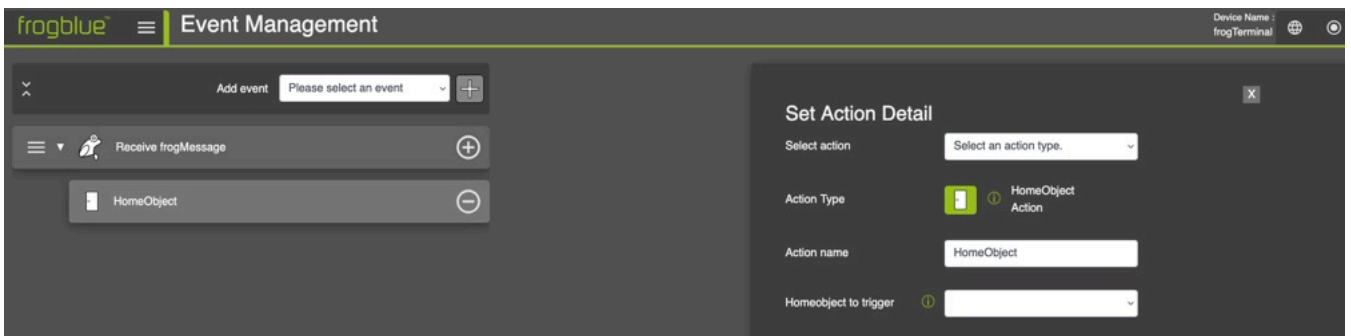 frogblue™
Event Management
Device Name :
frogTerminal
Add event
Please select an event
Receive frogMessage
HomeObject
X
Set Action Detail
Select action
Select an action type.
Action Type
HomeObject
Action
Action name
HomeObject
Homeobject to trigger